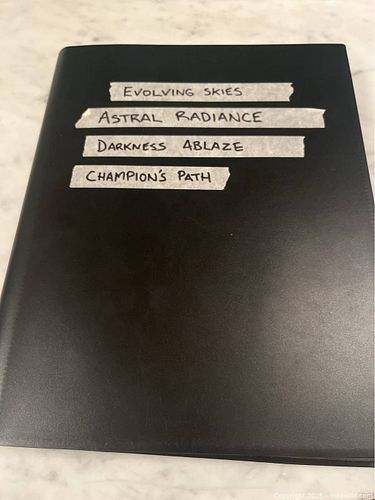 EVOLVING SKIES
ASTRAL RADIANCE
DARKNESS ABLAZE
CHAMPION'S PATH